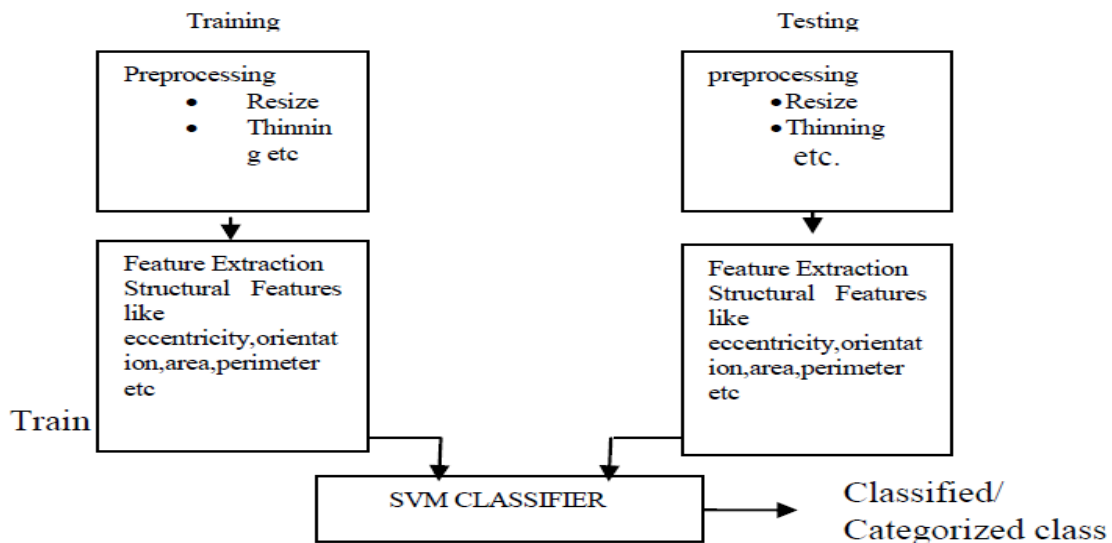 Training
Preprocessing
• Resize
• Thinnin
g etc
Feature Extraction
Structural Features
like
eccentricity,orientat
ion,area,perimeter
etc
Train
Testing
preprocessing
•Resize
•Thinning
etc.
Feature Extraction
Structural Features
like
eccentricity,orientat
ion,area,perimeter
etc
SVM CLASSIFIER
Classified/
Categorized class